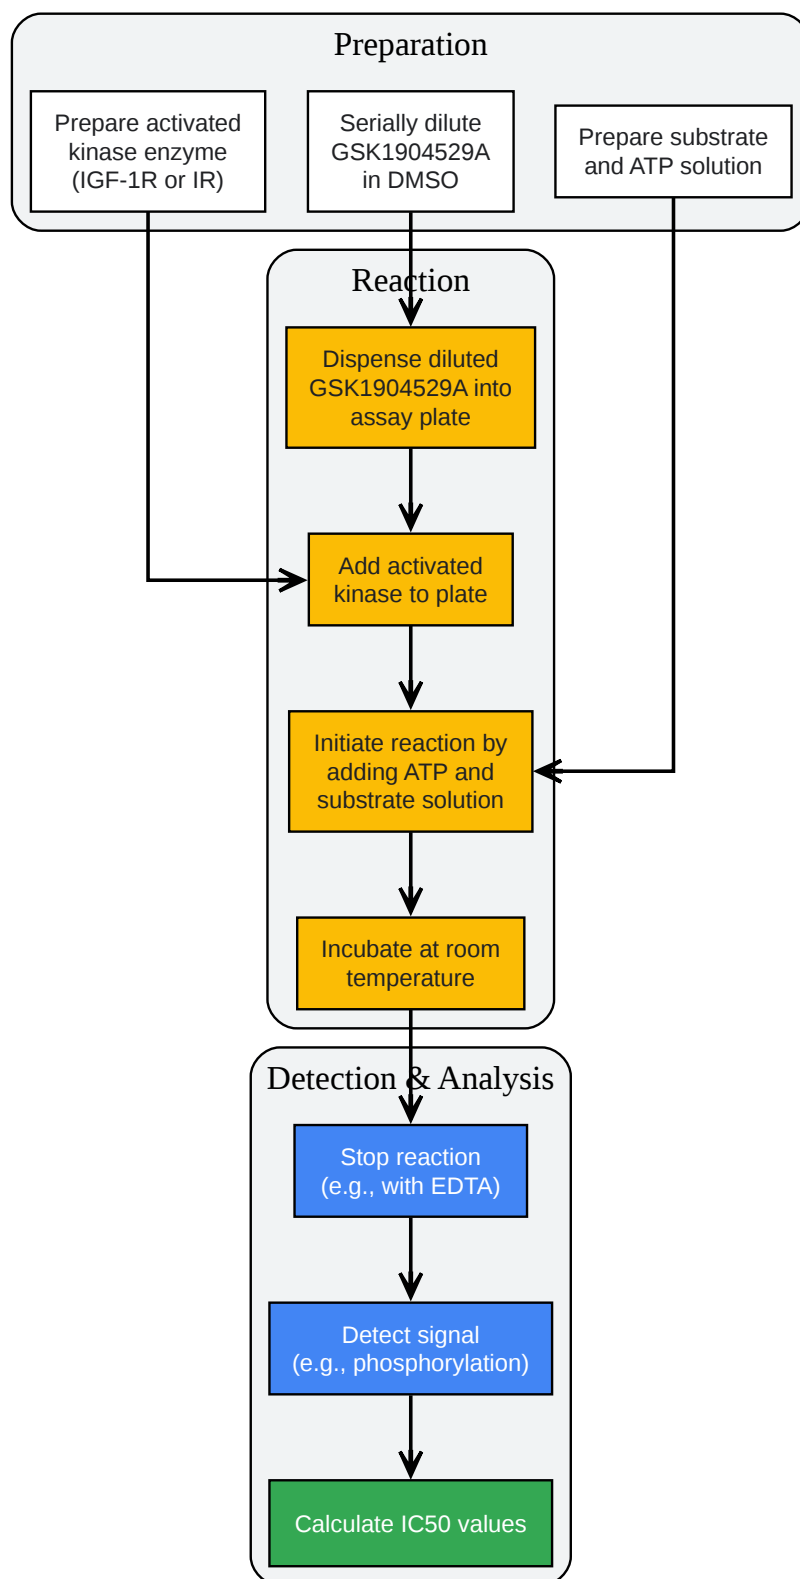 Preparation
Prepare activated
kinase enzyme
(IGF-1R or IR)
Serially dilute
GSK1904529A
in DMSO
Prepare substrate
and ATP solution
Reaction
Dispense diluted
GSK1904529A into
assay plate
Add activated
kinase to plate
Initiate reaction by
adding ATP and
substrate solution
Incubate at room
temperature
Detection & Analysis
Stop reaction
(e.g., with EDTA)
Detect signal
(e.g., phosphorylation)
Calculate IC50 values